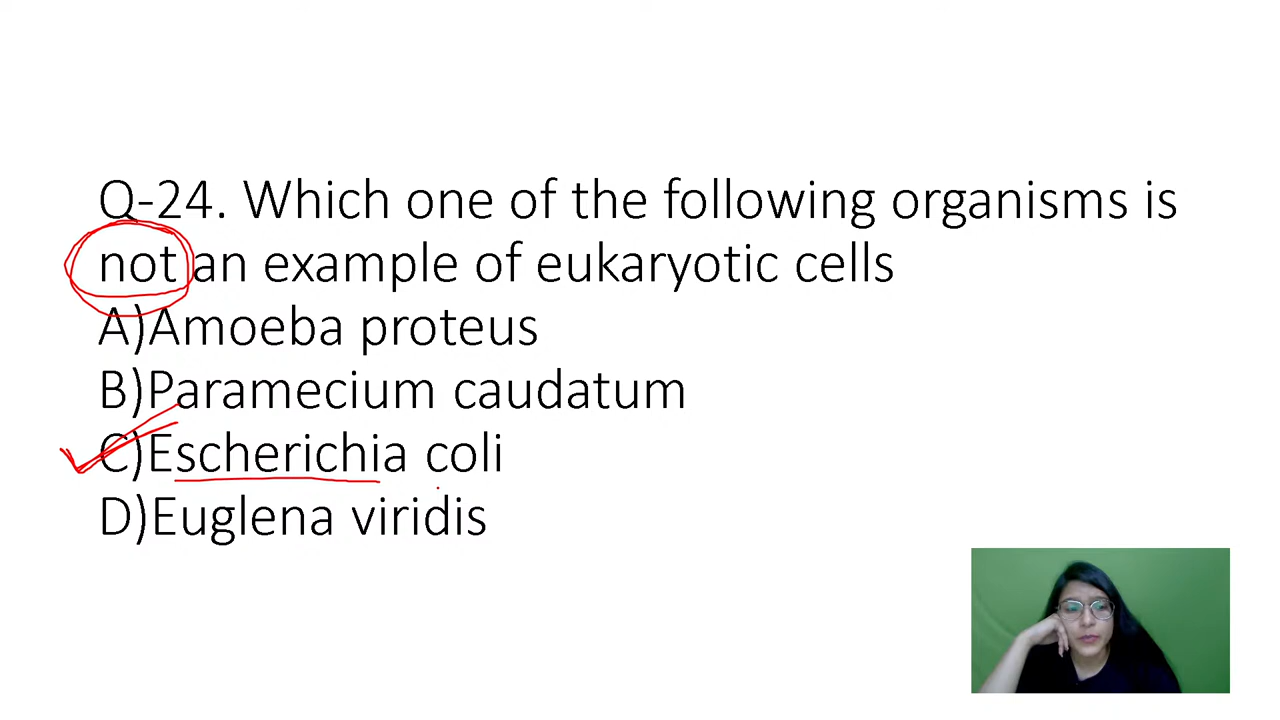 Q-24. Which one of the following organisms is
not an example of eukaryotic cells
A)Amoeba proteus
B)Paramecium caudatum
C)Escherichia coli
D)Euglena viridis